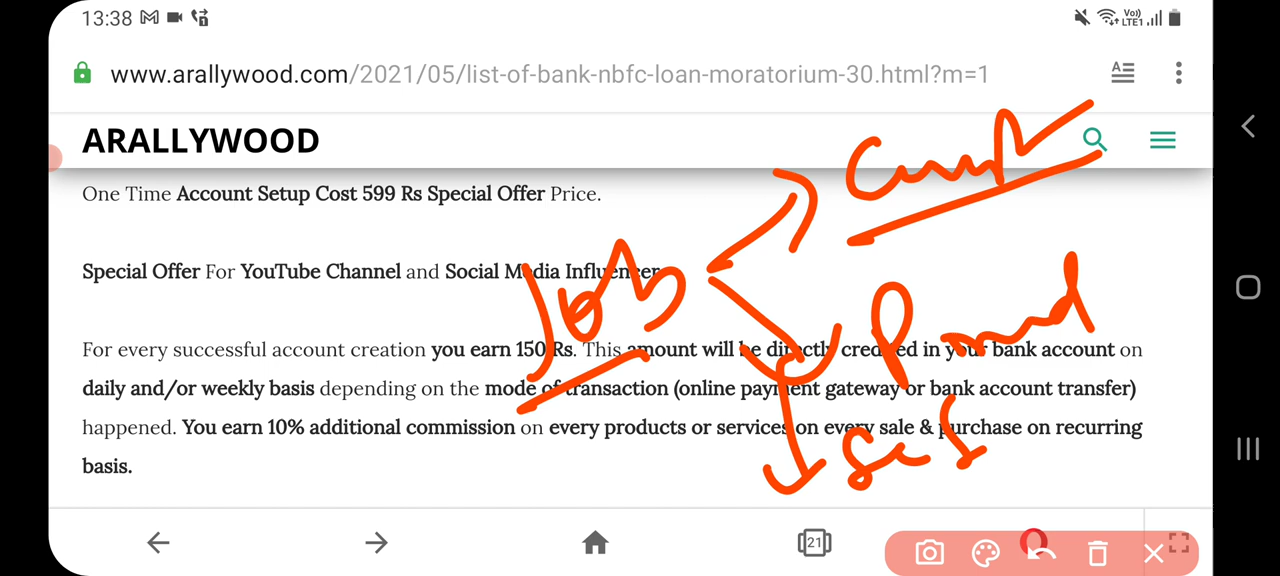 13:38
Vo)) LTE1
www.arallywood.com/2021/05/list-of-bank-nbfc-loan-moratorium-30.html?m=1
ARALLYWOOD
One Time Account Setup Cost 599 Rs Special Offer Price.
Special Offer For YouTube Channel and Social Media Influencer
JOB
For every successful account creation you earn 150 Rs. This amount will be directly credited in your bank account on
daily and/or weekly basis depending on the mode of transaction (online payment gateway or bank account transfer)
happened. You earn 10% additional commission on every products or services on every sale & purchase on recurring
basis.
21